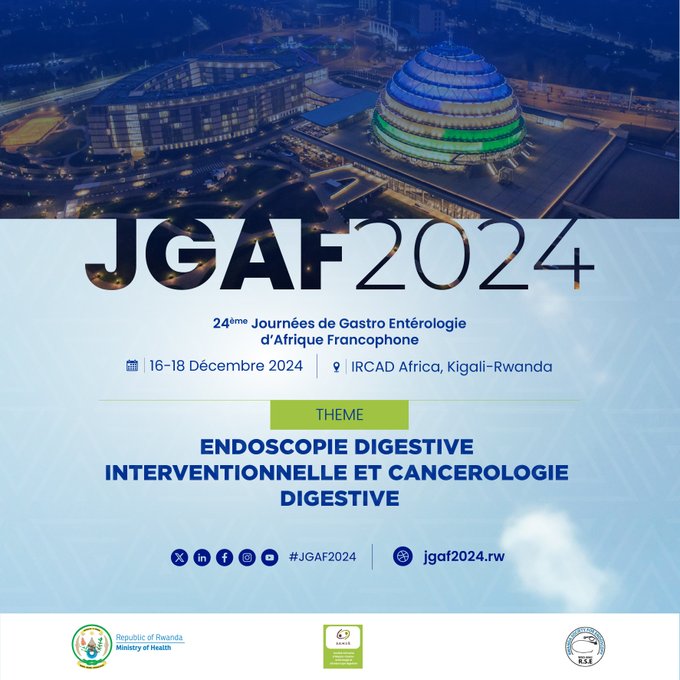 JGAF2024
24ème Journées de Gastro Entérologie
d'Afrique Francophone
16-18 Décembre 2024
IRCAD Africa, Kigali-Rwanda
THEME
ENDOSCOPIE DIGESTIVE
INTERVENTIONNELLE ET CANCEROLOGIE
DIGESTIVE
#JGAF2024
jgaf2024.rw
Republic of Rwanda
Ministry of Health
R.S.E